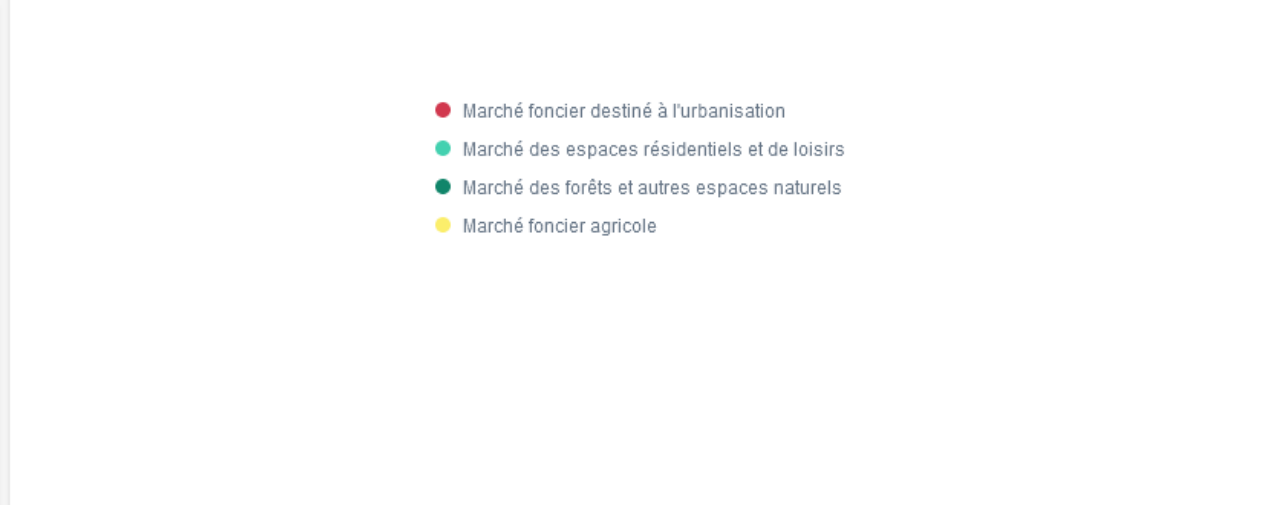 Marché foncier destiné à l'urbanisation
Marché des espaces résidentiels et de loisirs
Marché des forêts et autres espaces naturels
Marché foncier agricole